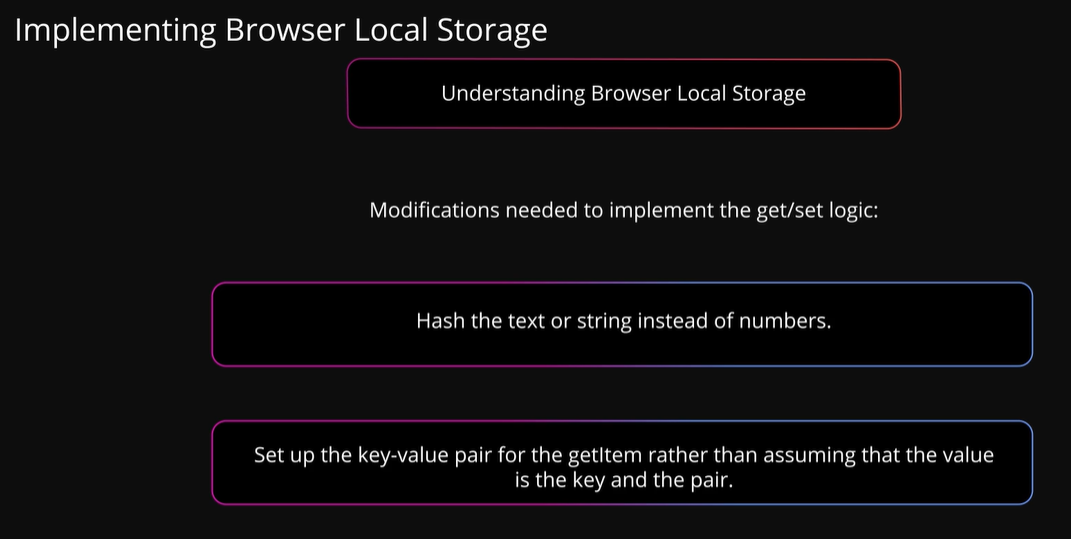 Implementing Browser Local Storage
Understanding Browser Local Storage
Modifications needed to implement the get/set logic:
Hash the text or string instead of numbers.
Set up the key-value pair for the getItem rather than assuming that the value
is the key and the pair.